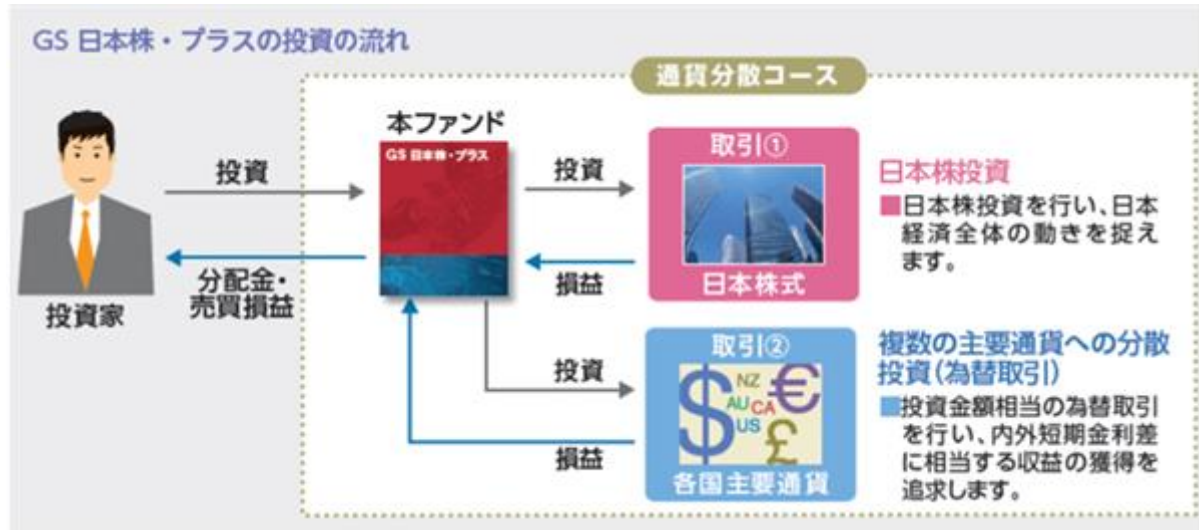 GS 日本株・プラスの投資の流れ
通貨分散コース
本ファンド
GS 日本株・プラス
投資
分配金・
売買損益
投資家
投資
損益
取引①
日本株式
日本株投資
■日本株投資を行い、日本
経済全体の動きを捉え
ます。
投資
損益
取引②
$
NZ
€
AU
CA
US
£
各国主要通貨
複数の主要通貨への分散
投資(為替取引)
■投資金額相当の為替取引
を行い、内外短期金利差
に相当する収益の獲得を
追求します。